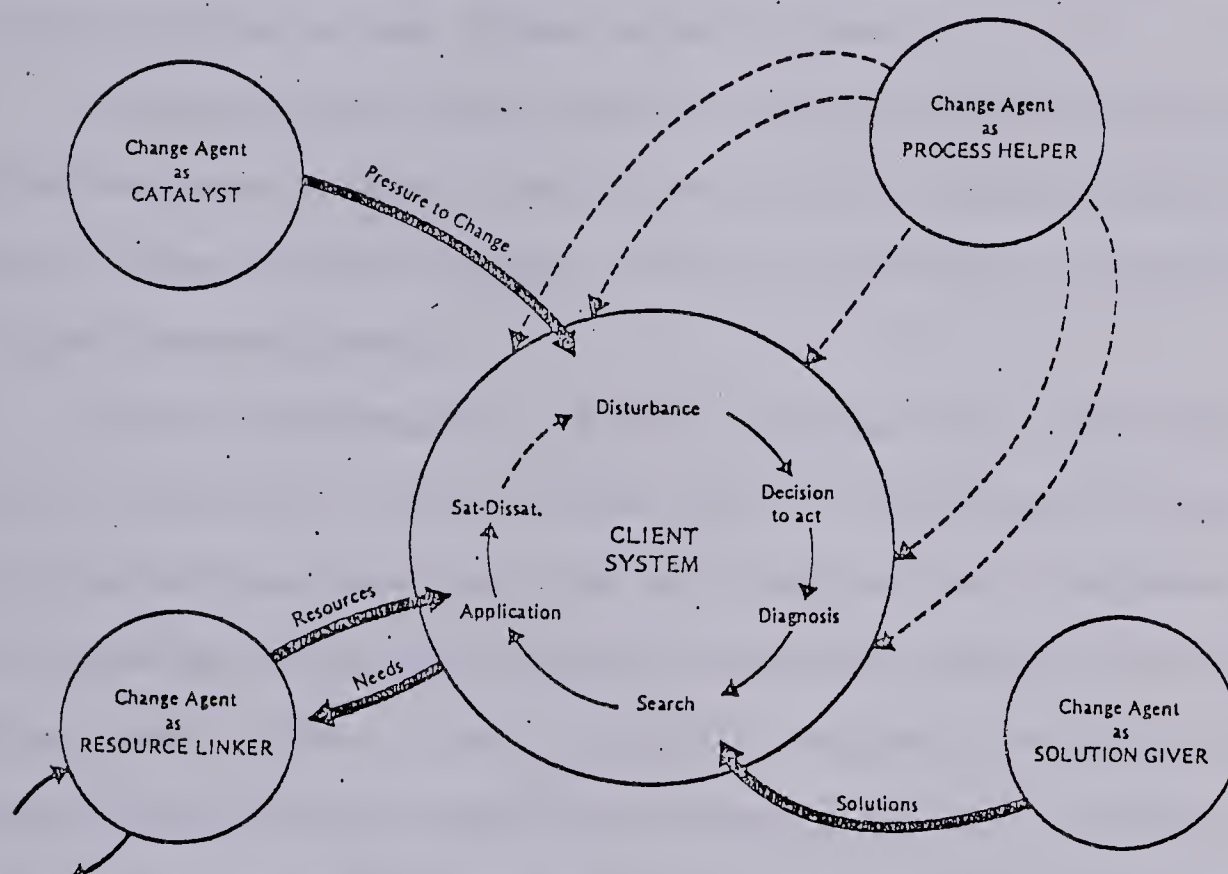 Change Agent
as
CATALYST
Pressure to Change
Change Agent
as
PROCESS HELPER
Disturbance
Decision
to act
Sat-Dissat.
CLIENT
SYSTEM
Application
Diagnosis
Search
Resources
Needs
Change Agent
as
RESOURCE LINKER
Change Agent
as
SOLUTION GIVER
Solutions